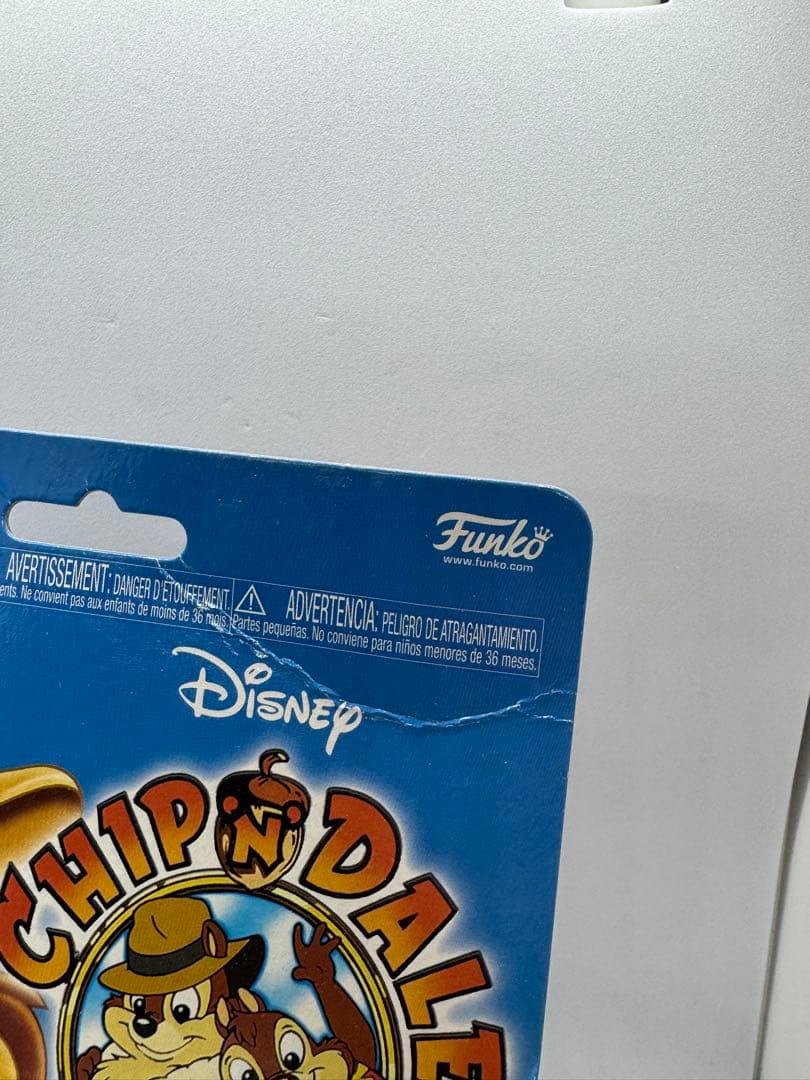 Funko
www.funko.com
AVERTISSEMENT: DANGER D'ÉTOUFFEMENT.
ents. Ne convient pas aux enfants de moins de 36 mois.
ADVERTENCIA: PELIGRO DE ATRAGANTAMIENTO.
Partes pequeñas. No conviene para niños menores de 36 meses.
Disney
CHIP 'N' DALE